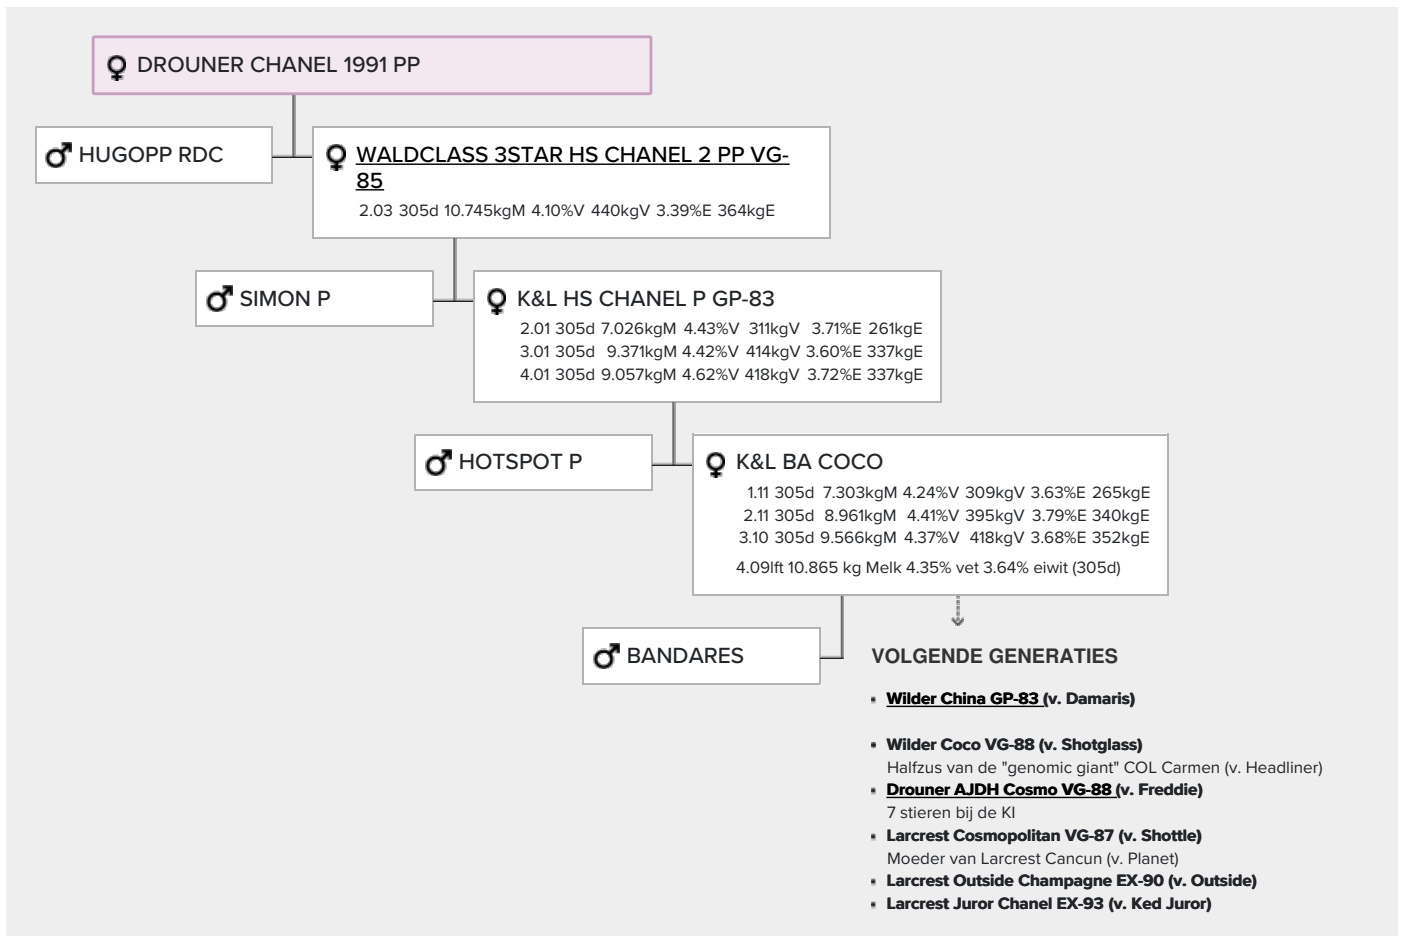 DROUNER CHANEL 1991 PP
HUGOPP RDC
WALDCLASS 3STAR HS CHANEL 2 PP VG-
85
2.03 305d 10.745kgM 4.10%V 440kgV 3.39%E 364kgE
SIMON P
K&L HS CHANEL P GP-83
2.01 305d 7.026kgM 4.43%V 311kgV 3.71%E 261kgE
3.01 305d 9.371kgM 4.42%V 414kgV 3.60%E 337kgE
4.01 305d 9.057kgM 4.62%V 418kgV 3.72%E 337kgE
HOTSPOT P
K&L BA COCO
1.11 305d 7.303kgM 4.24%V 309kgV 3.63%E 265kgE
2.11 305d 8.961kgM 4.41%V 395kgV 3.79%E 340kgE
3.10 305d 9.566kgM 4.37%V 418kgV 3.68%E 352kgE
4.09lft 10.865 kg Melk 4.35% vet 3.64% eiwit (305d)
BANDARES
VOLGENDE GENERATIES
Wilder China GP-83 (v. Damaris)
Wilder Coco VG-88 (v. Shotglass)
Halfzus van de "genomic giant" COL Carmen (v. Headliner)
Drouner AJDH Cosmo VG-88 (v. Freddie)
7 stieren bij de KI
Larcrest Cosmopolitan VG-87 (v. Shottle)
Moeder van Larcrest Cancun (v. Planet)
Larcrest Outside Champagne EX-90 (v. Outside)
Larcrest Juror Chanel EX-93 (v. Ked Juror)